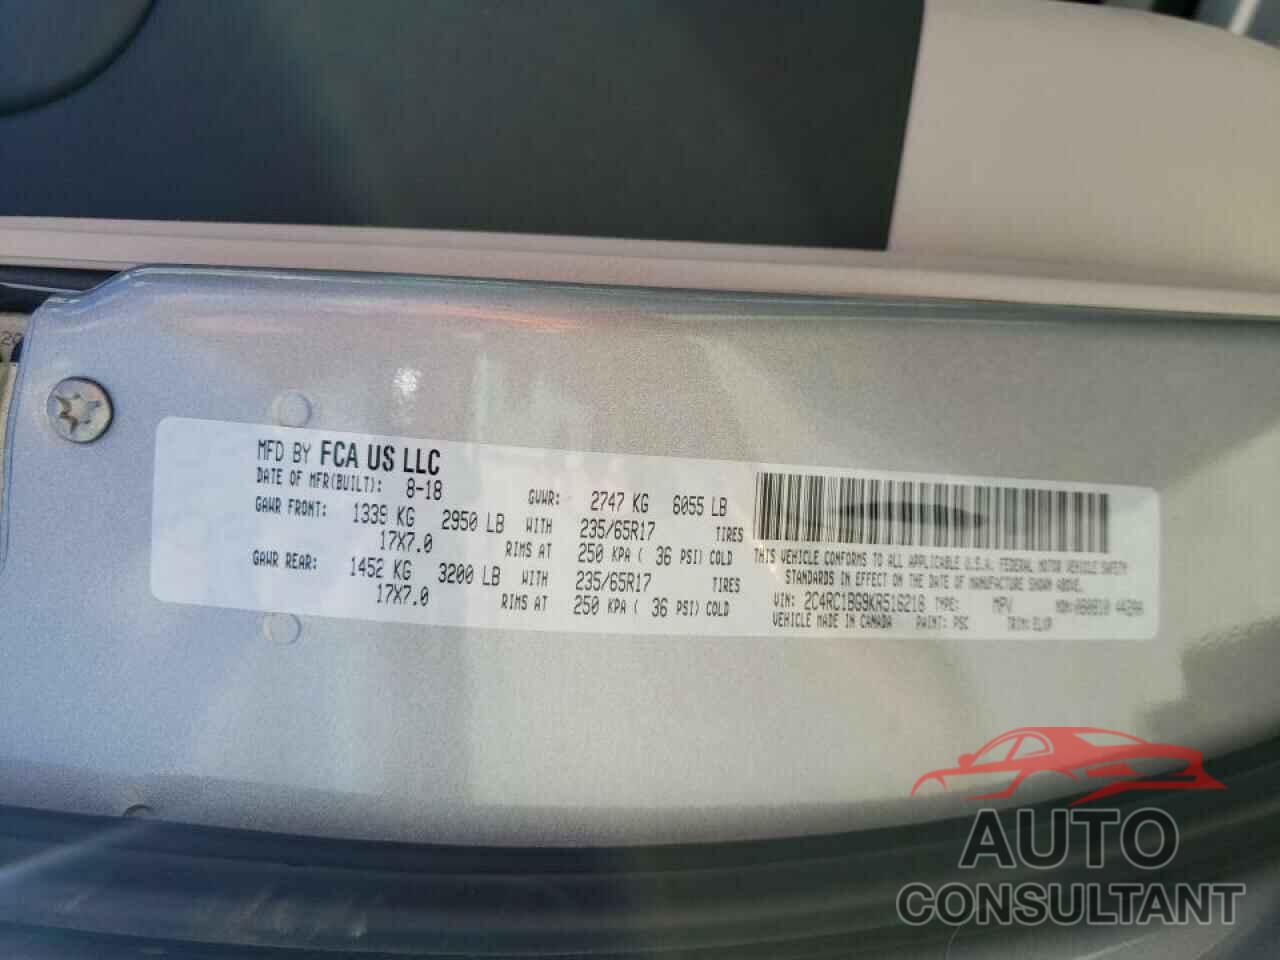 MFD BY FCA US LLC
DATE OF MFR(BUILT): 8-18 GVWR: 2747 KG 6055 LB
GAWR FRONT: 1339 KG 2950 LB WITH 235/65R17 TIRES
17X7.0 RIMS AT 250 KPA ( 36 PSI) COLD
GAWR REAR: 1452 KG 3200 LB WITH 235/65R17 TIRES
17X7.0 RIMS AT 250 KPA ( 36 PSI) COLD
THIS VEHICLE CONFORMS TO ALL APPLICABLE U.S.A. FEDERAL MOTOR VEHICLE SAFETY
STANDARDS IN EFFECT ON THE DATE OF MANUFACTURE SHOWN ABOVE.
VIN: 2C4RC1BG9KR516218 TYPE: MPV MDH:
VEHICLE MADE IN CANADA PAINT: PSC TRIM:
AUTO
CONSULTANT